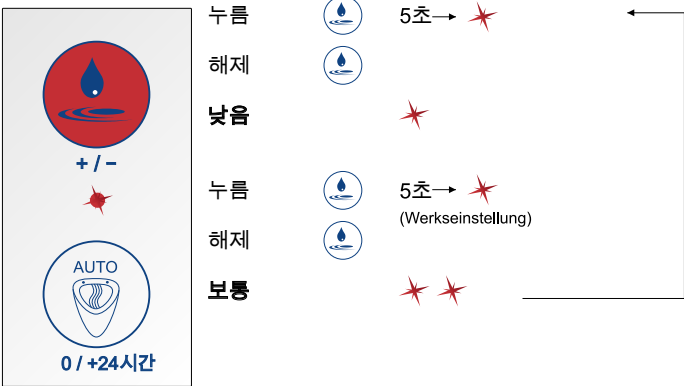 + / −
AUTO
0 / +24시간
누름 5초→
해제
낮음
누름 5초→
(Werkseinstellung)
해제
보통